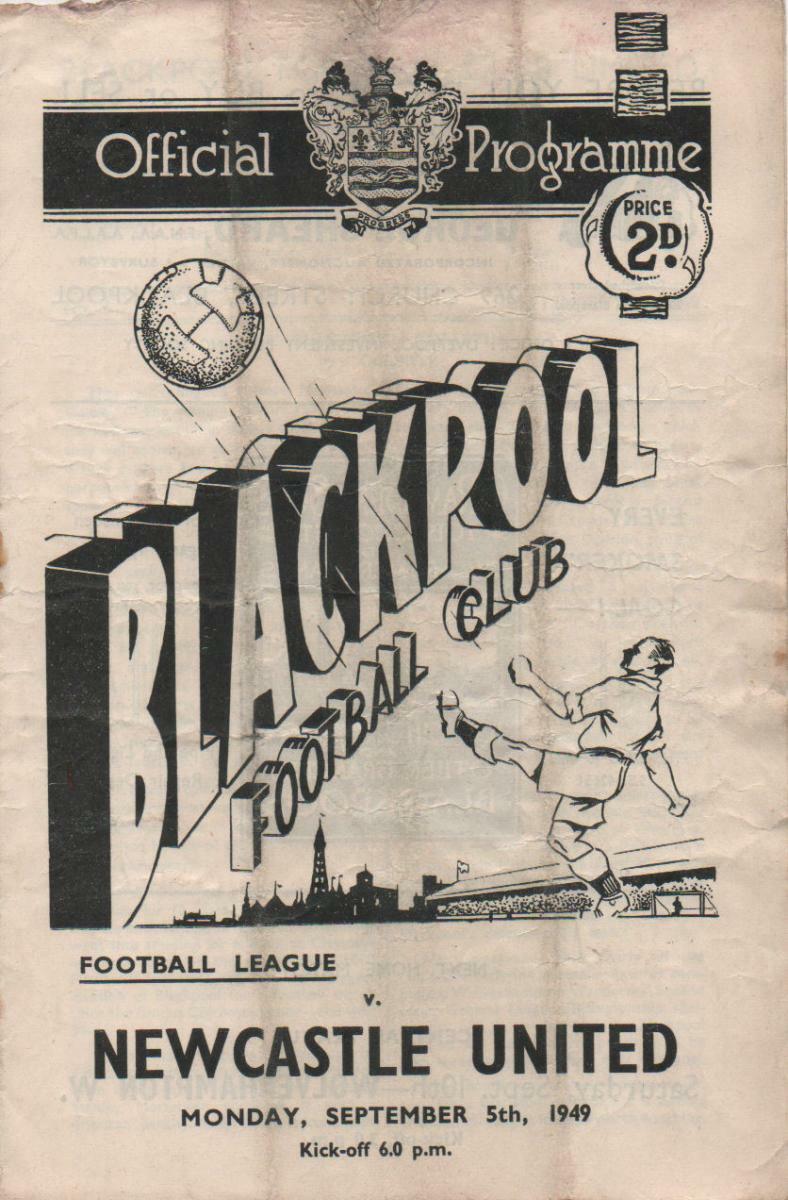 Official Programme
PROGRESS
PRICE
2D.
BLACKPOOL
FOOTBALL CLUB
FOOTBALL LEAGUE
v.
NEWCASTLE UNITED
MONDAY, SEPTEMBER 5th, 1949
Kick-off 6.0 p.m.